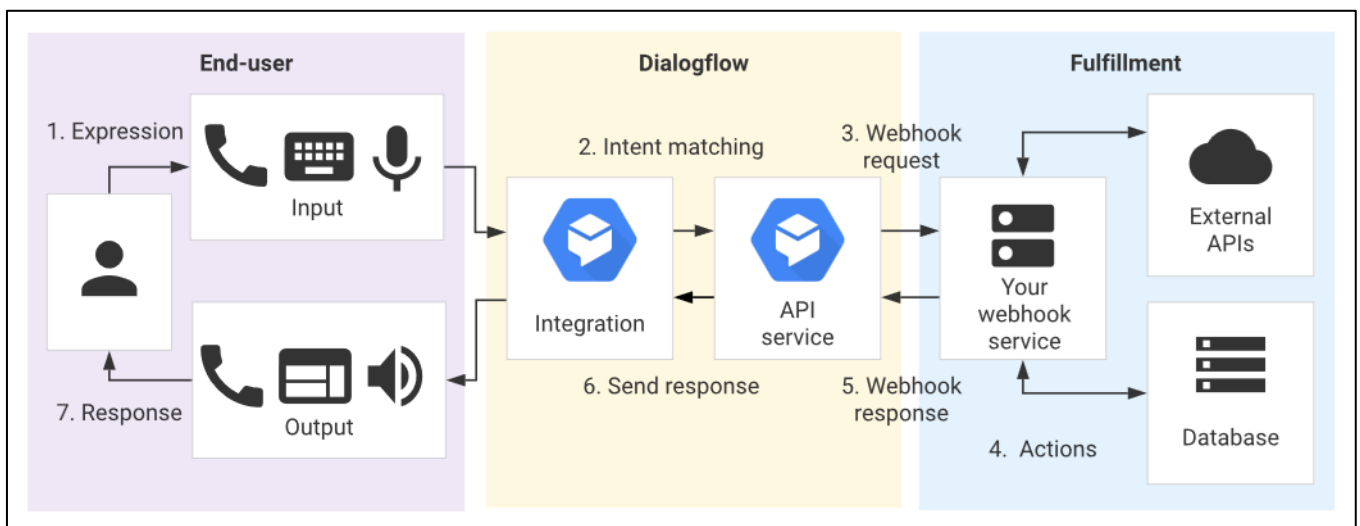 End-user
Dialogflow
Fulfillment
1. Expression
Input
2. Intent matching
3. Webhook
request
Integration
API
service
Your
webhook
service
External
APIs
Output
7. Response
6. Send response
5. Webhook
response
4. Actions
Database